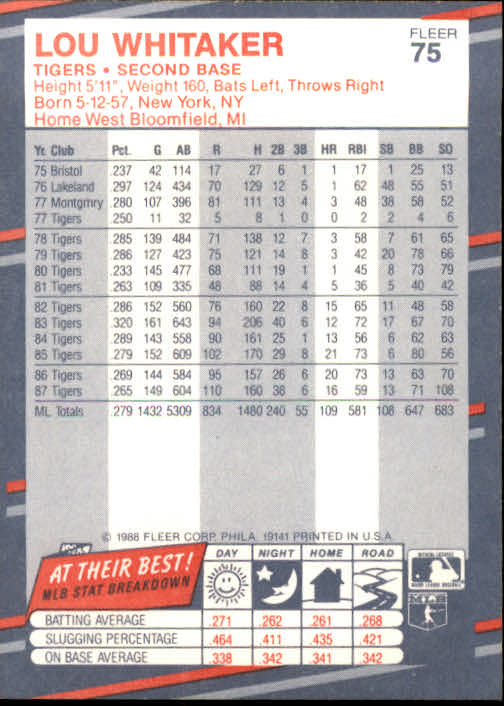 LOU WHITAKER
FLEER
75
TIGERS • SECOND BASE
Height 5'11", Weight 160, Bats Left, Throws Right
Born 5-12-57, New York, NY
Home West Bloomfield, MI
Yr. Club Pct. G AB R H 2B 3B HR RBI SB BB SO
75 Bristol .237 42 114 17 27 6 1 1 17 1 25 13
76 Lakeland .297 124 434 70 129 12 5 1 62 48 55 51
77 Montgmry .280 107 396 81 111 13 4 3 48 38 58 52
77 Tigers .250 11 32 5 8 1 0 0 2 2 4 6
78 Tigers .285 139 484 71 138 12 7 3 58 7 61 65
79 Tigers .286 127 423 75 121 14 8 3 42 20 78 66
80 Tigers .233 145 477 68 111 19 1 1 45 8 73 79
81 Tigers .263 109 335 48 88 14 4 5 36 5 40 42
82 Tigers .286 152 560 76 160 22 8 15 65 11 48 58
83 Tigers .320 161 643 94 206 40 6 12 72 17 67 70
84 Tigers .289 143 558 90 161 25 1 13 56 6 62 63
85 Tigers .279 152 609 102 170 29 8 21 73 6 80 56
86 Tigers .269 144 584 95 157 26 6 20 73 13 63 70
87 Tigers .265 149 604 110 160 38 6 16 59 13 71 108
ML Totals .279 1432 5309 834 1480 240 55 109 581 108 647 683
© 1988 FLEER CORP. PHILA. 19141 PRINTED IN U.S.A.
AT THEIR BEST!
MLB STAT BREAKDOWN
DAY NIGHT HOME ROAD
BATTING AVERAGE .271 .262 .261 .268
SLUGGING PERCENTAGE .464 .411 .435 .421
ON BASE AVERAGE .338 .342 .341 .342